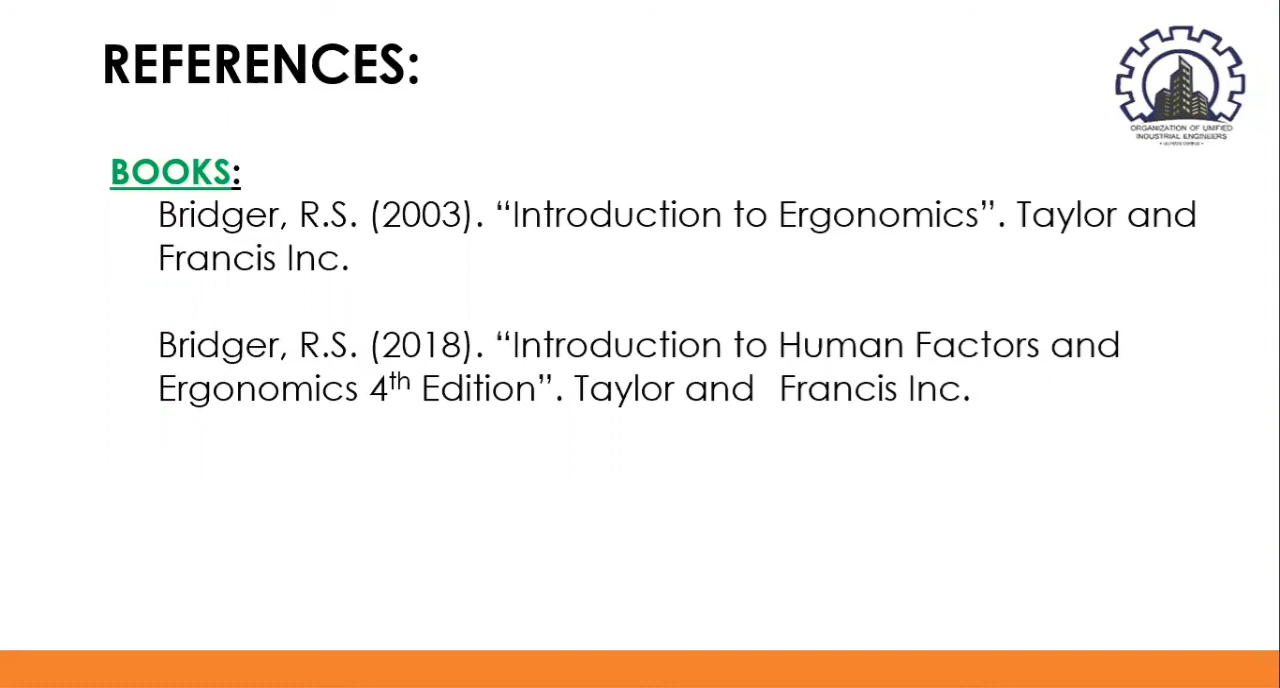 REFERENCES:
ORGANIZATION OF UNIFIED
INDUSTRIAL ENGINEERS
BOOKS:
Bridger, R.S. (2003). “Introduction to Ergonomics”. Taylor and
Francis Inc.
Bridger, R.S. (2018). “Introduction to Human Factors and
Ergonomics 4th Edition”. Taylor and Francis Inc.